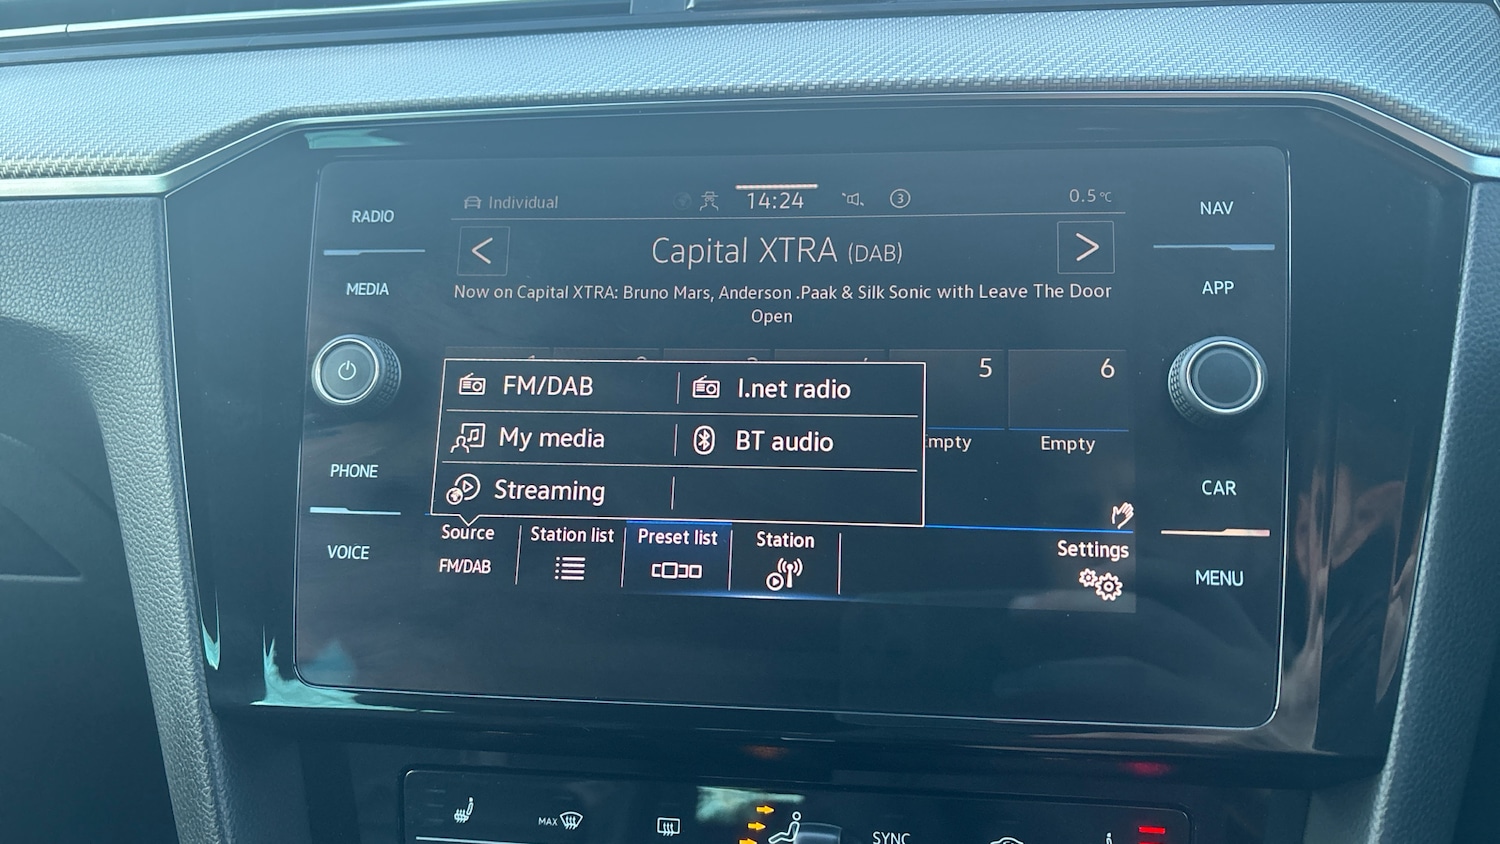 RADIO
Individual
14:24
3
0.5°C
NAV
Capital XTRA (DAB)
MEDIA
Now on Capital XTRA: Bruno Mars, Anderson .Paak & Silk Sonic with Leave The Door
Open
APP
5
6
FM/DAB
I.net radio
My media
BT audio
Empty
PHONE
Streaming
CAR
Source
Station list
Preset list
Station
Settings
VOICE
FM/DAB
MENU
MAX
SYNC